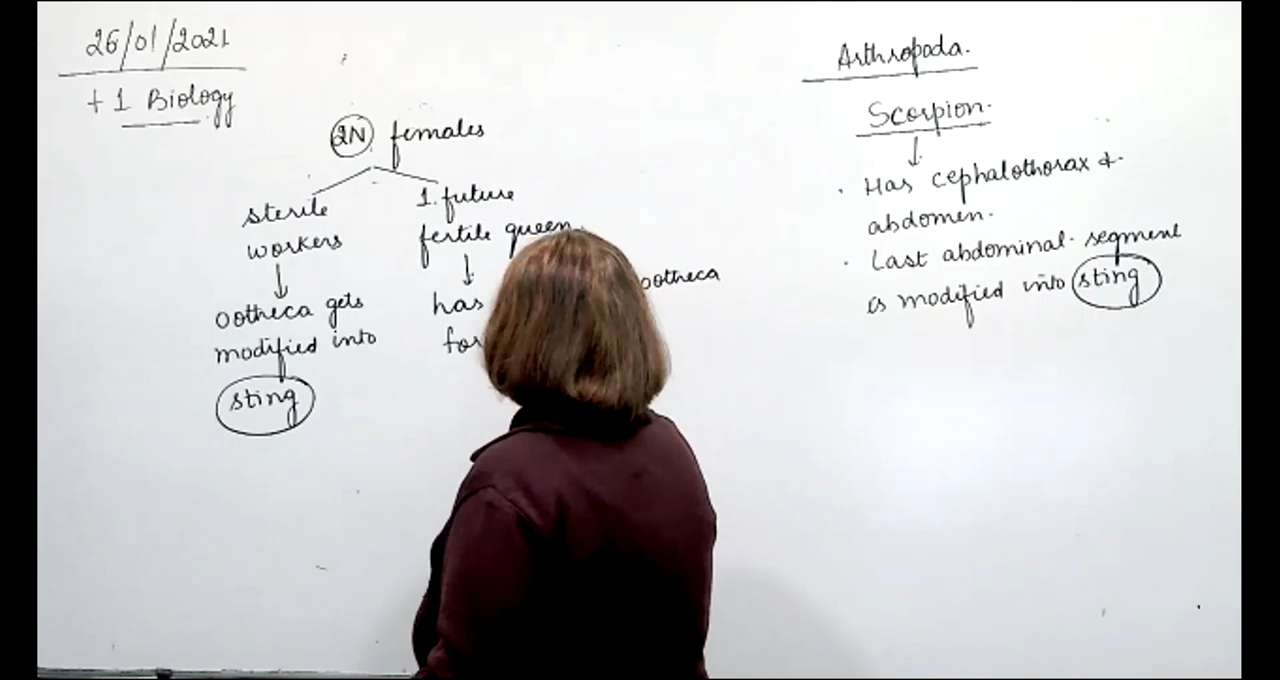 26/01/2021
+1 Biology
2N females
sterile
workers
ootheca gets
modified into
sting
1. future
fertile queen
has
ootheca
Arthropoda.
Scorpion.
. Has cephalothorax &
abdomen.
. Last abdominal segment
is modified into sting